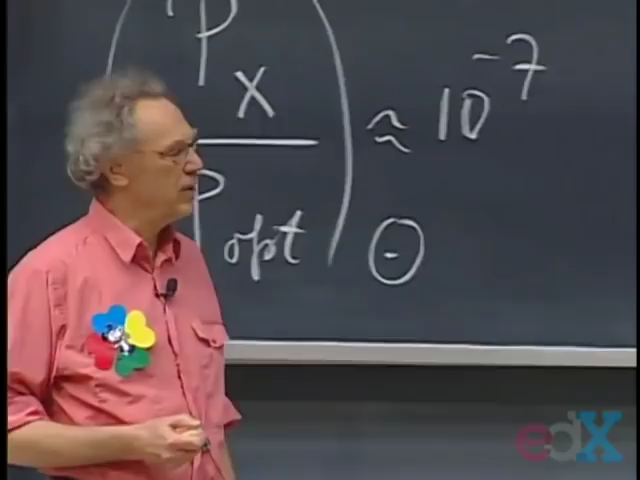 P
X
≈ 10⁻⁷
P
opt ⊙
edX